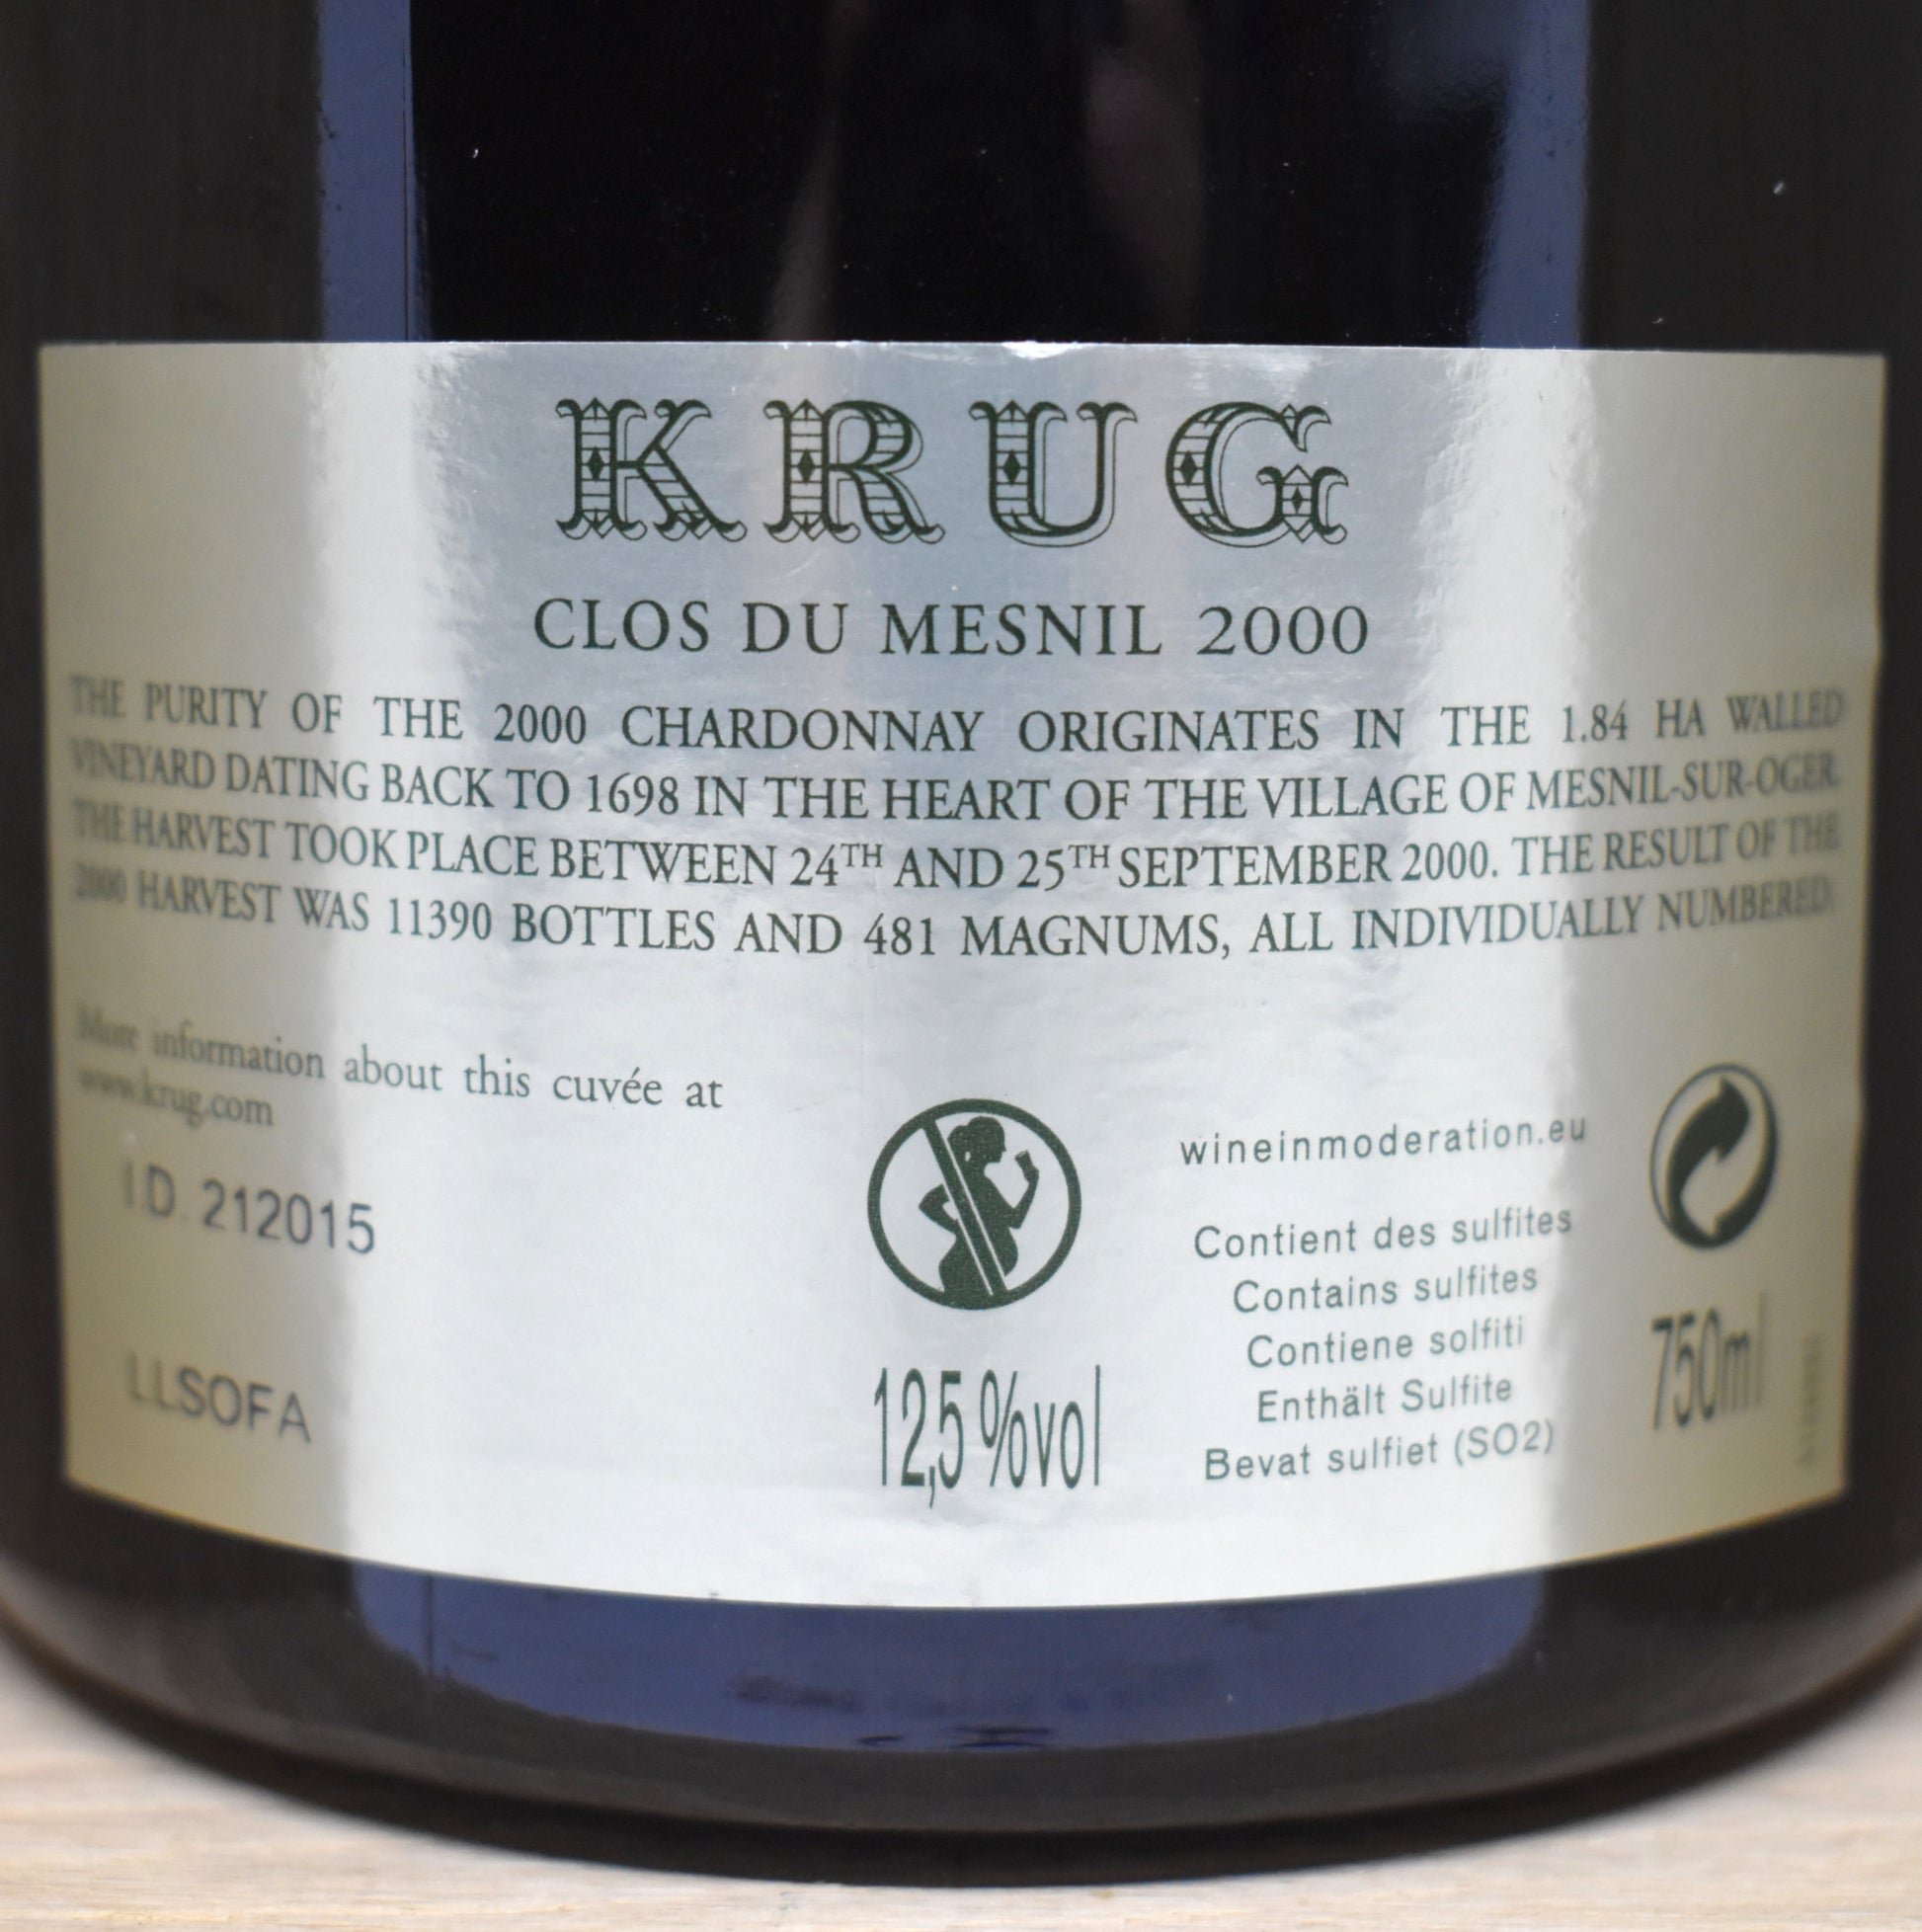 KRUG
CLOS DU MESNIL 2000
THE PURITY OF THE 2000 CHARDONNAY ORIGINATES IN THE 1.84 HA WALLED
VINEYARD DATING BACK TO 1698 IN THE HEART OF THE VILLAGE OF MESNIL-SUR-OGER.
THE HARVEST TOOK PLACE BETWEEN 24TH AND 25TH SEPTEMBER 2000. THE RESULT OF THE
2000 HARVEST WAS 11390 BOTTLES AND 481 MAGNUMS, ALL INDIVIDUALLY NUMBERED.
More information about this cuvée at
www.krug.com
I.D. 212015
LLSOFA
12,5%vol
wineinmoderation.eu
Contient des sulfites
Contains sulfites
Contiene solfiti
Enthält Sulfite
Bevat sulfiet (SO2)
750ml